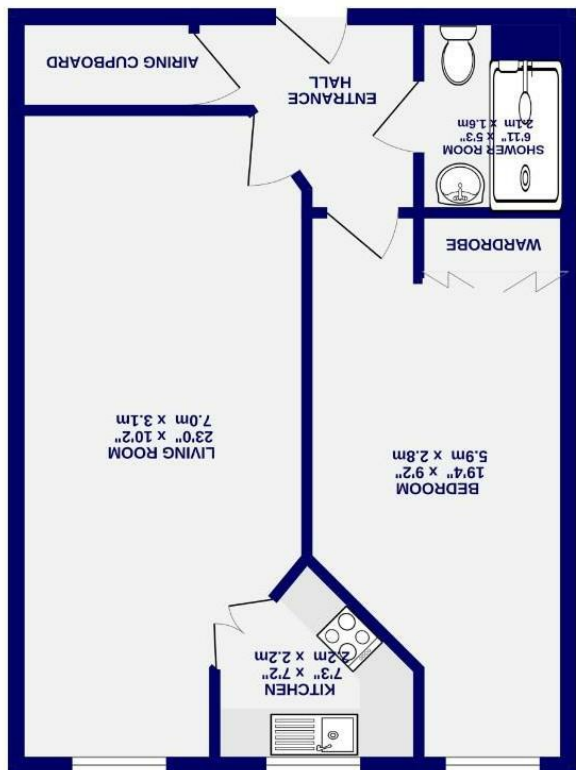 KITCHEN
7'3" x 7'2"
2.2m x 2.2m
BEDROOM
19'4" x 9'2"
5.9m x 2.8m
LIVING ROOM
23'0" x 10'2"
7.0m x 3.1m
WARDROBE
SHOWER ROOM
6'11" x 5'3"
2.1m x 1.6m
ENTRANCE
HALL
AIRING CUPBOARD